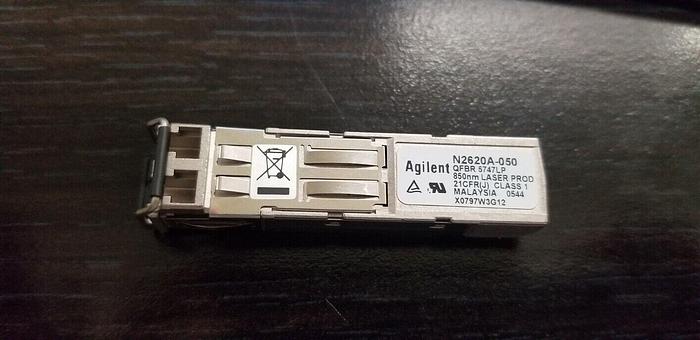 Agilent
N2620A-050
QFBR 5747LP
850nm LASER PROD
21CFR(J) CLASS 1
MALAYSIA 0544
X0797W3G12